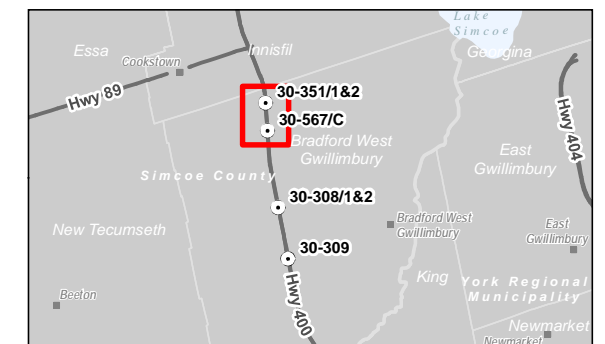 Lake
Simcoe
Essa
Innisfil
Georgina
Cookstown
Hwy 89
30-351/1&2
30-567/C
Hwy 404
Bradford West
Gwillimbury
East
Gwillimbury
Simcoe County
30-308/1&2
New Tecumseth
Bradford West
Gwillimbury
East
Gwillimbury
30-309
King
York Regional
Municipality
Beeton
Hwy 400
Newmarket
Newmarket